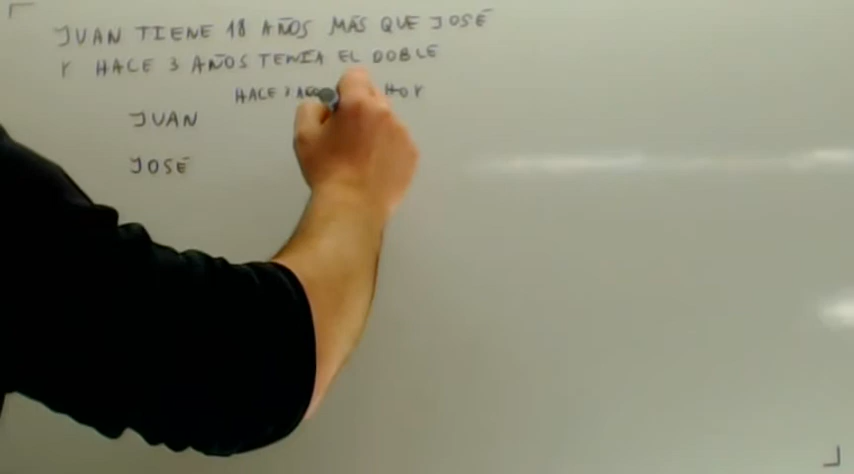 JUAN TIENE 18 AÑOS MÁS QUE JOSÉ
Y HACE 3 AÑOS TENÍA EL DOBLE
HACE HOY
JUAN
JOSÉ